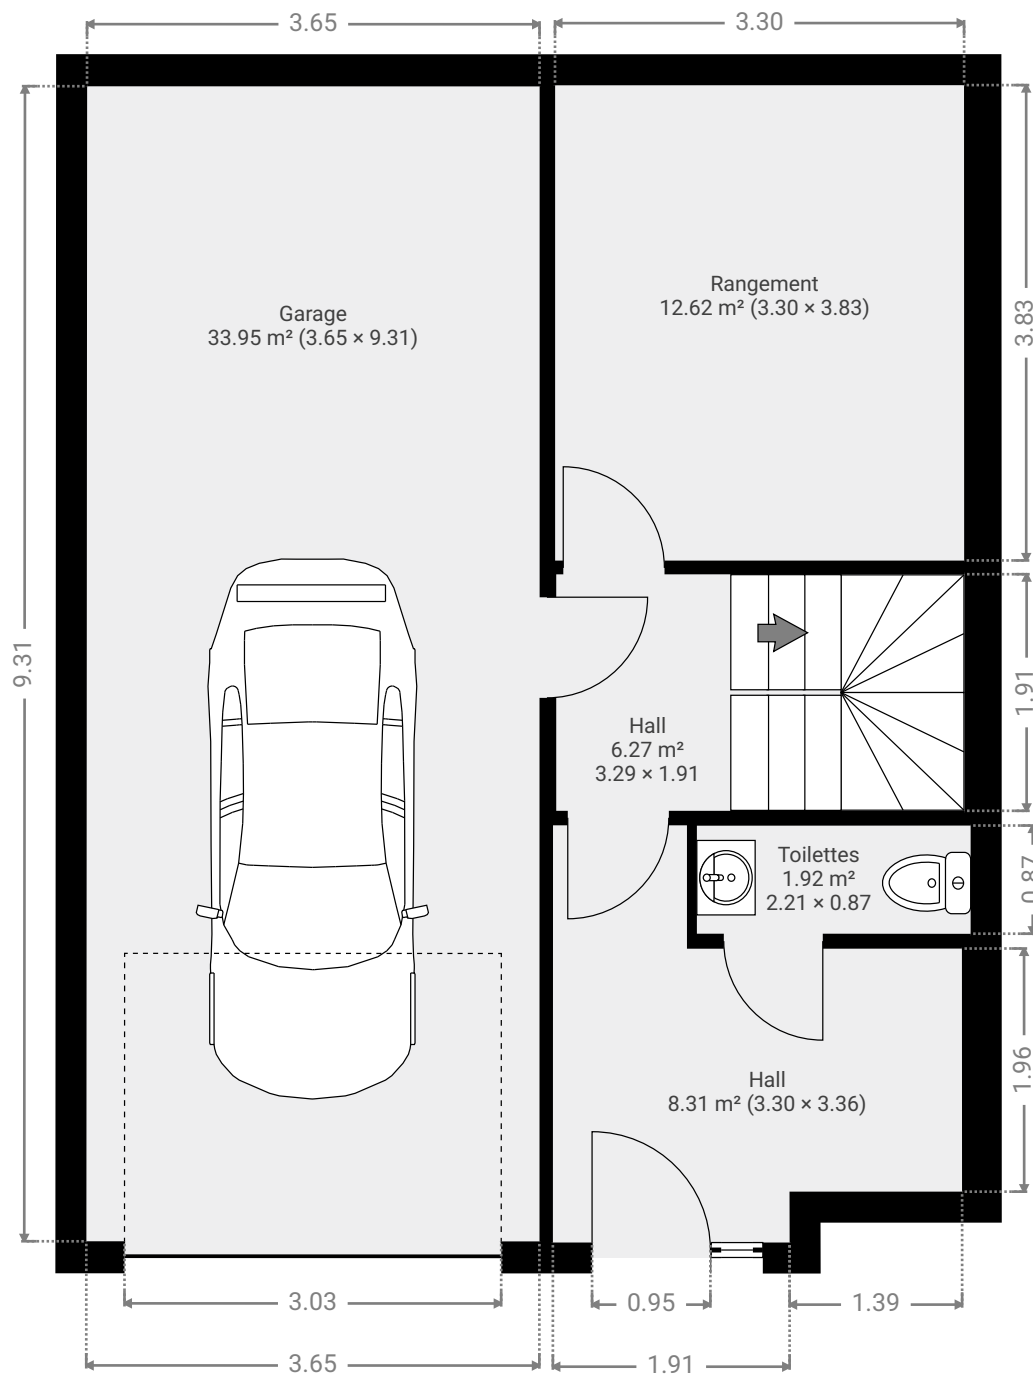 3.65
3.30
Garage
33.95 m² (3.65 × 9.31)
Rangement
12.62 m² (3.30 × 3.83)
3.83
9.31
Hall
6.27 m²
3.29 × 1.91
1.91
Toilettes
1.92 m²
2.21 × 0.87
0.87
Hall
8.31 m² (3.30 × 3.36)
1.96
3.03
0.95
1.39
3.65
1.91